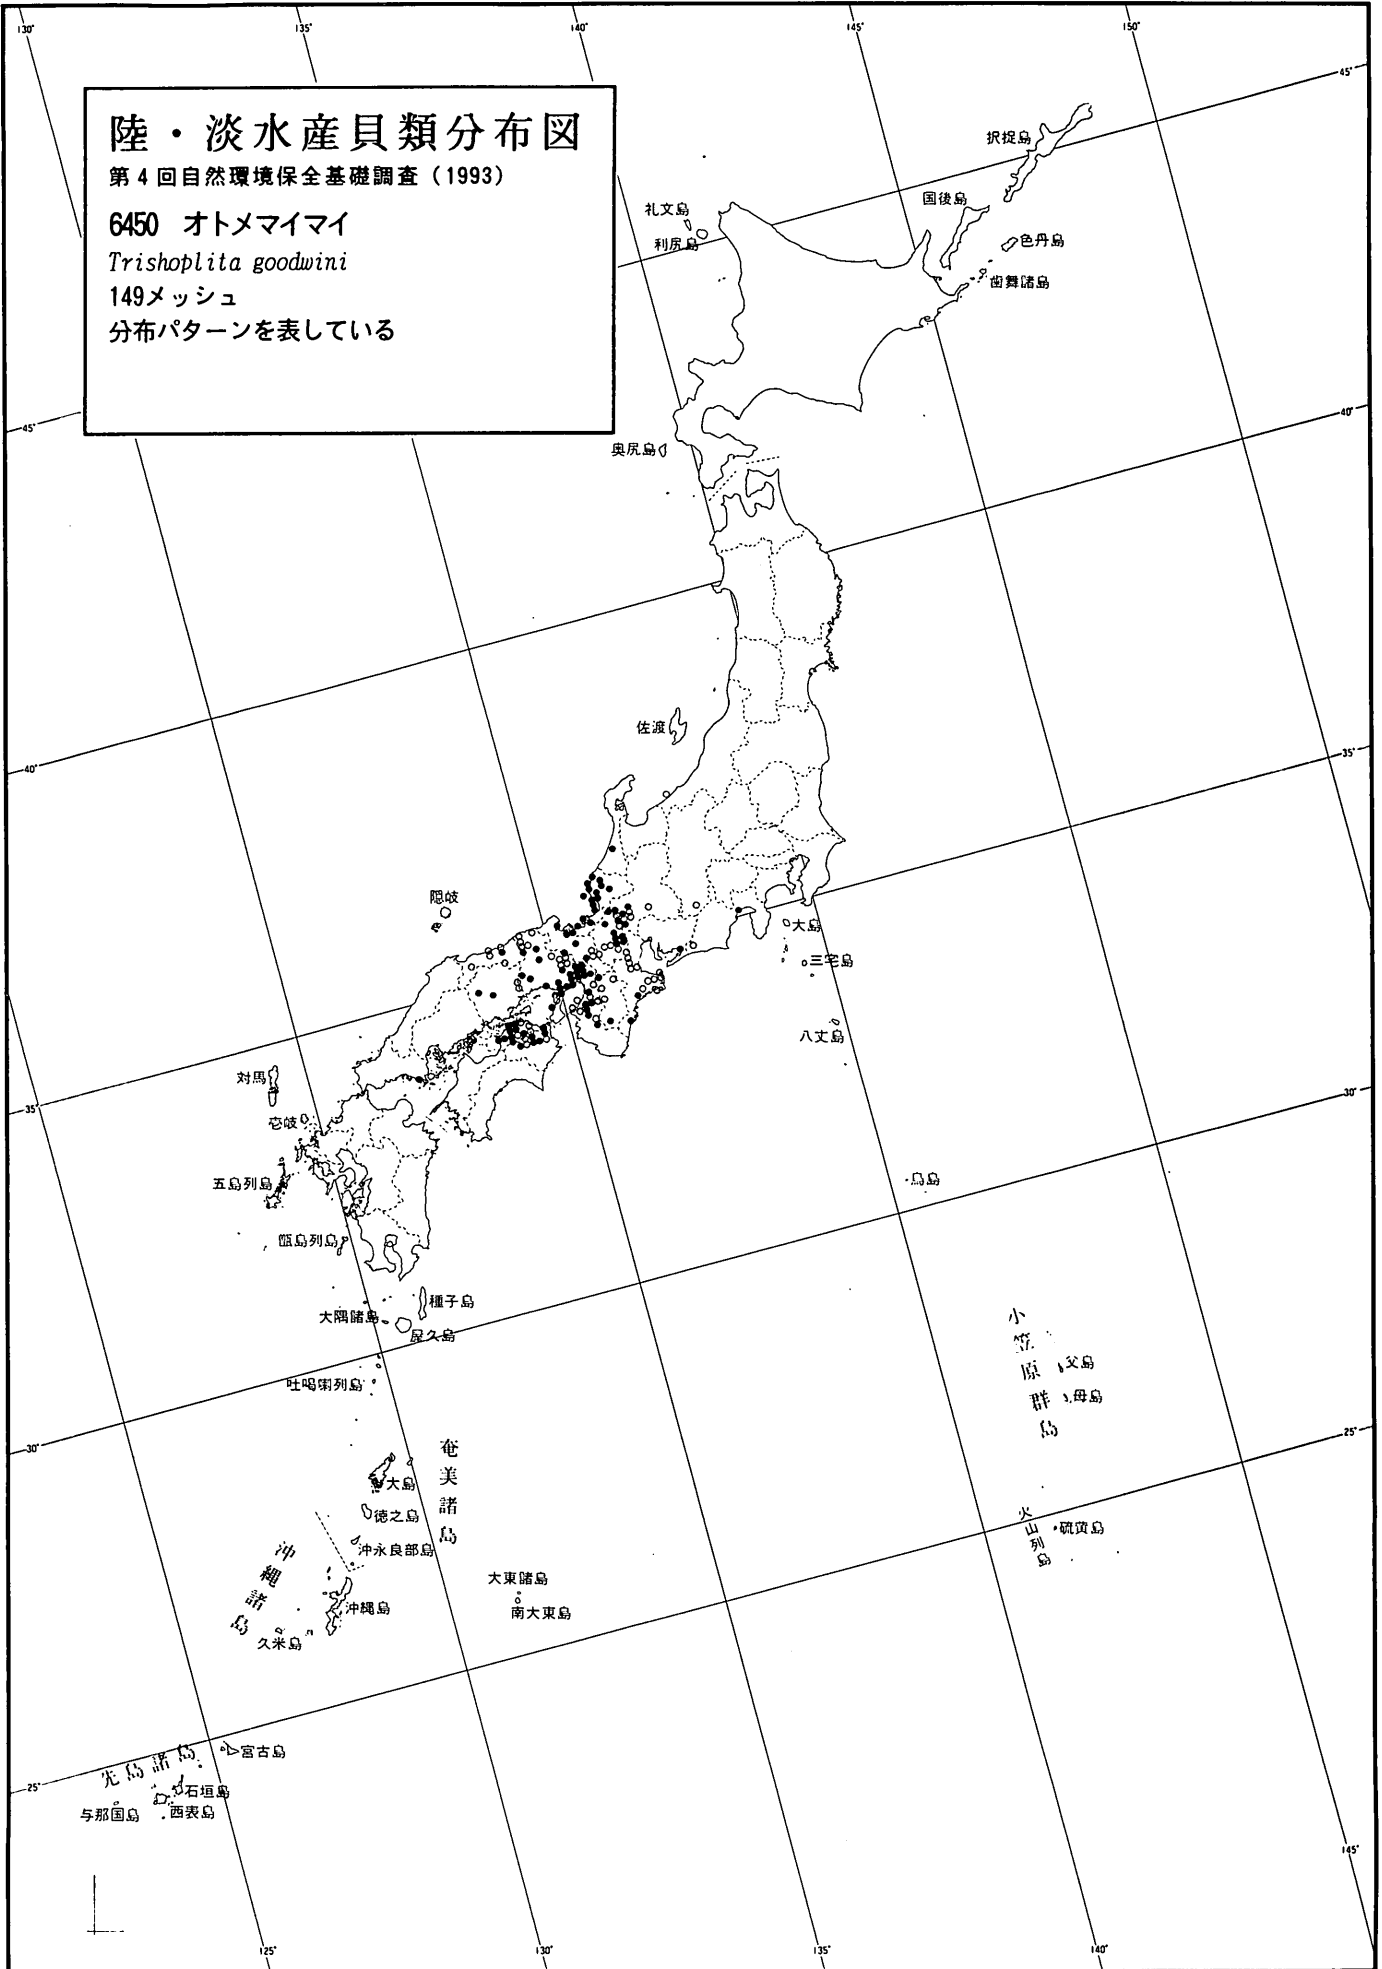 130°
135°
140°
145°
150°
45°
陸・淡水産貝類分布図
第4回自然環境保全基礎調査（1993）
6450 オトメマイマイ
Trishoplita goodwini
149メッシュ
分布パターンを表している
択捉島
国後島
礼文島
利尻島
色丹島
歯舞諸島
45°
40°
奥尻島
佐渡
40°
35°
隠岐
大島
三宅島
八丈島
対馬
35°
壱岐
30°
五島列島
鳥島
甑島列島
種子島
大隅諸島
屋久島
小笠原群島
父島
吐噶喇列島
母島
30°
25°
奄美諸島
大島
徳之島
火山列島
硫黄島
沖永良部島
沖縄諸島
大東諸島
沖縄島
南大東島
久米島
宮古島
先島諸島
25°
石垣島
与那国島
西表島
145°
125°
130°
135°
140°